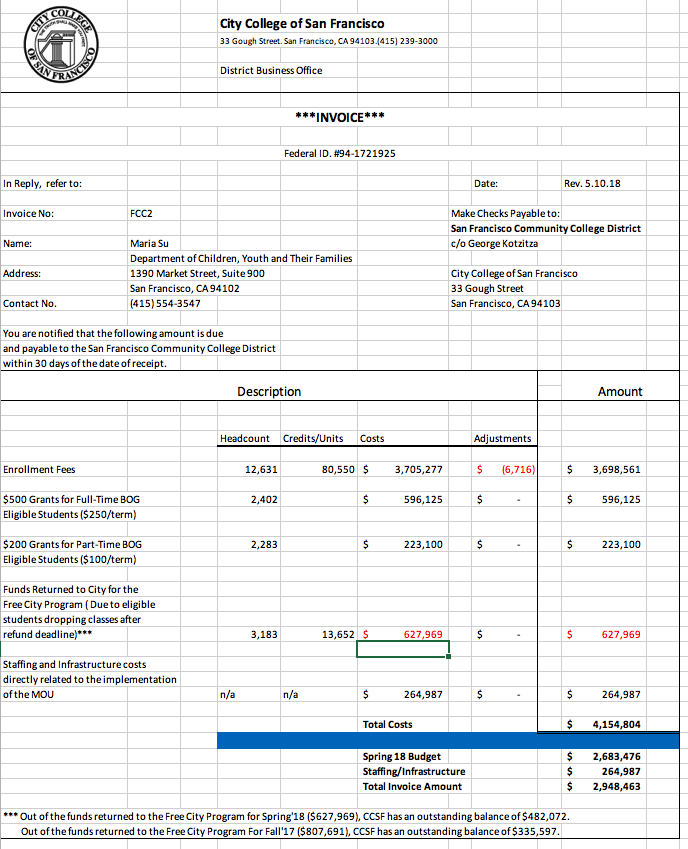 CITY COLLEGE
OF SAN FRANCISCO
City College of San Francisco
33 Gough Street. San Francisco, CA 94103.(415) 239-3000
District Business Office
***INVOICE***
Federal ID. #94-1721925
In Reply, refer to: Date: Rev. 5.10.18
Invoice No: FCC2 Make Checks Payable to:
San Francisco Community College District
Name: Maria Su c/o George Kotzitza
Department of Children, Youth and Their Families
Address: 1390 Market Street, Suite 900 City College of San Francisco
San Francisco, CA 94102 33 Gough Street
Contact No. (415) 554-3547 San Francisco, CA 94103
You are notified that the following amount is due
and payable to the San Francisco Community College District
within 30 days of the date of receipt.
Description Amount
Headcount Credits/Units Costs Adjustments
Enrollment Fees 12,631 80,550 $ 3,705,277 $ (6,716) $ 3,698,561
$500 Grants for Full-Time BOG 2,402 $ 596,125 $ - $ 596,125
Eligible Students ($250/term)
$200 Grants for Part-Time BOG 2,283 $ 223,100 $ - $ 223,100
Eligible Students ($100/term)
Funds Returned to City for the
Free City Program ( Due to eligible
students dropping classes after
refund deadline)*** 3,183 13,652 $ 627,969 $ - $ 627,969
Staffing and Infrastructure costs
directly related to the implementation
of the MOU n/a n/a $ 264,987 $ - $ 264,987
Total Costs $ 4,154,804
Spring 18 Budget $ 2,683,476
Staffing/Infrastructure $ 264,987
Total Invoice Amount $ 2,948,463
*** Out of the funds returned to the Free City Program for Spring'18 ($627,969), CCSF has an outstanding balance of $482,072.
Out of the funds returned to the Free City Program For Fall'17 ($807,691), CCSF has an outstanding balance of $335,597.